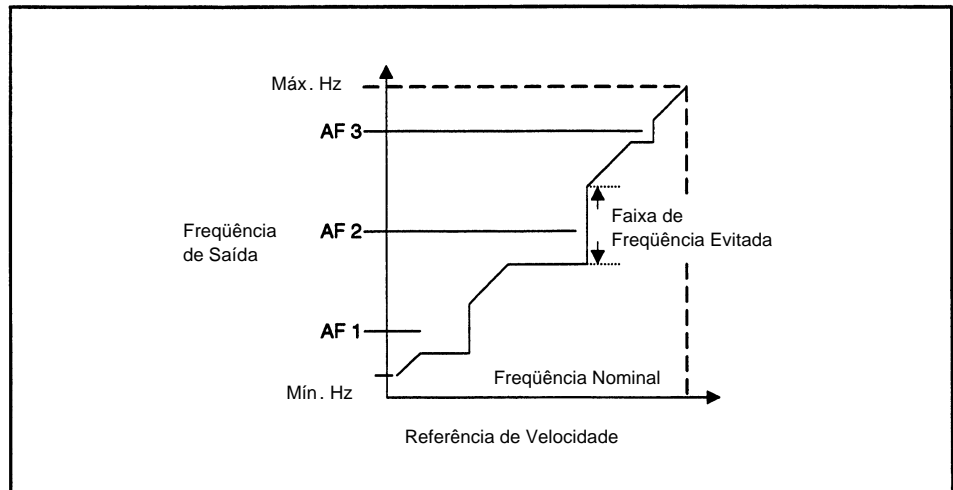 Máx. Hz
AF 3
Freqüência
de Saída
AF 2
Faixa de
Freqüência Evitada
AF 1
Mín. Hz
Freqüência Nominal
Referência de Velocidade